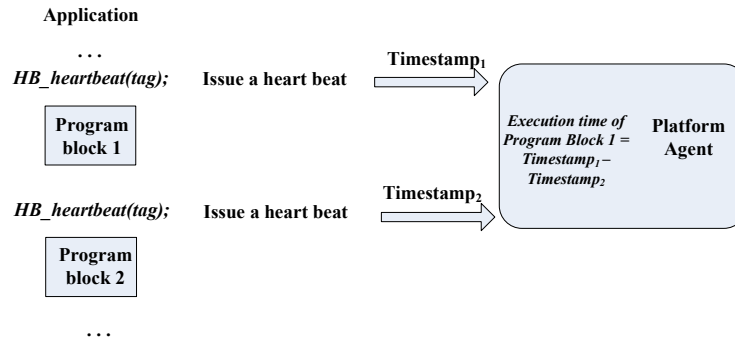 Application
. . .
HB_heartbeat(tag);
Issue a heart beat
Timestamp1
Program
block 1
Execution time of
Program Block 1 =
Timestamp1 –
Timestamp2
Platform
Agent
HB_heartbeat(tag);
Issue a heart beat
Timestamp2
Program
block 2
. . .